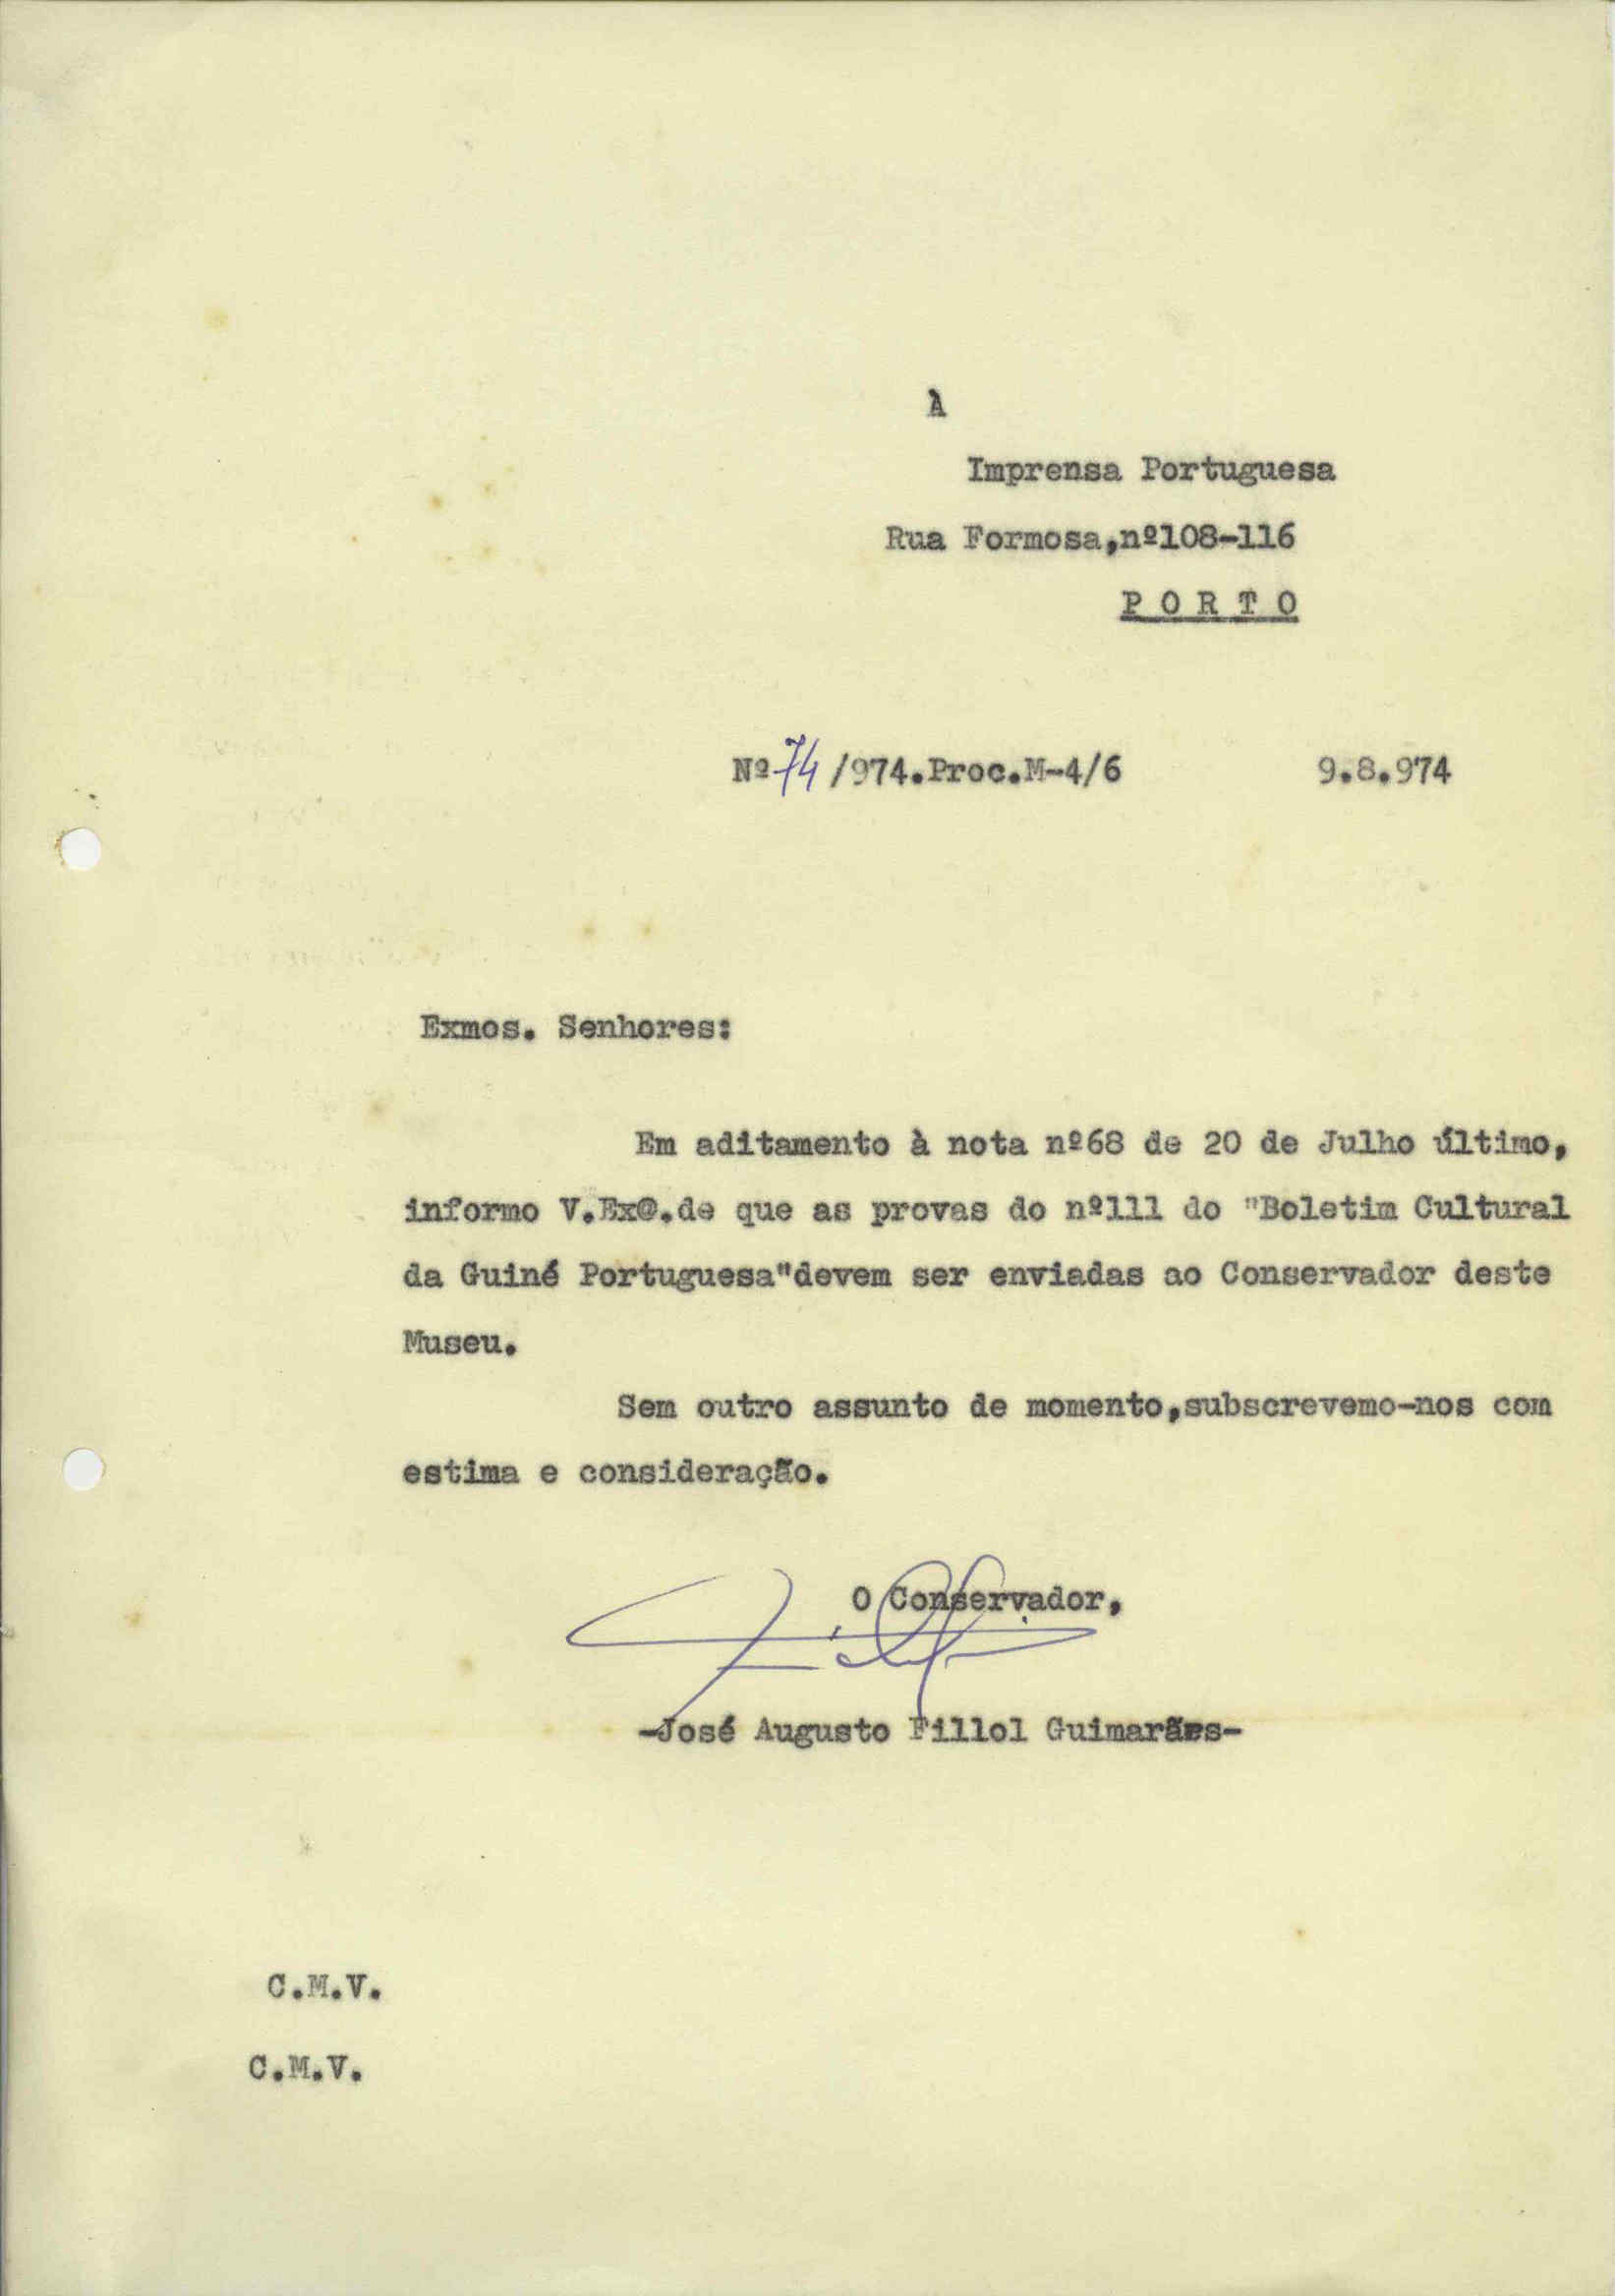 À
Imprensa Portuguesa
Rua Formosa,nº108-116
P O R T O
Nº74/974.Proc.M-4/6 9.8.974
Exmos. Senhores:
Em aditamento à nota nº68 de 20 de Julho último,
informo V.Ex@.de que as provas do nº111 do "Boletim Cultural
da Guiné Portuguesa"devem ser enviadas ao Conservador deste
Museu.
Sem outro assunto de momento,subscrevemo-nos com
estima e consideração.
O Conservador,
-José Augusto Fillol Guimarães-
C.M.V.
C.M.V.